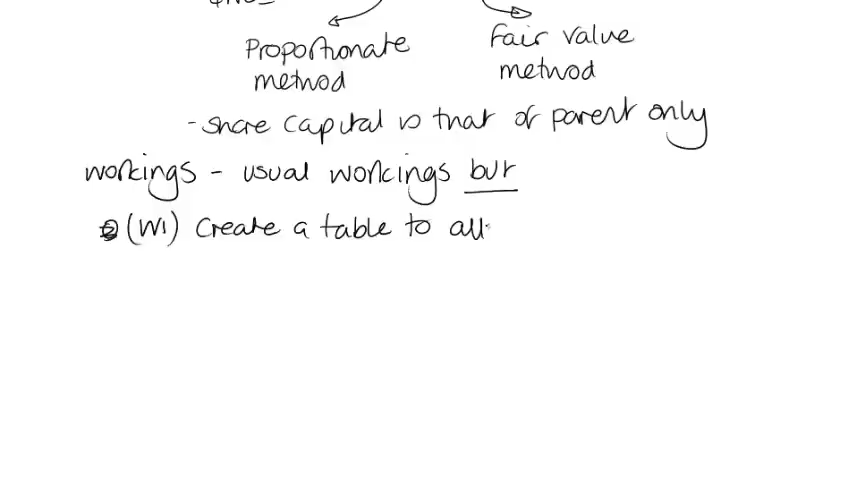 Proportionate Fair value
method method
- share capital is that of parent only
workings - usual workings but
(W1) Create a table to all